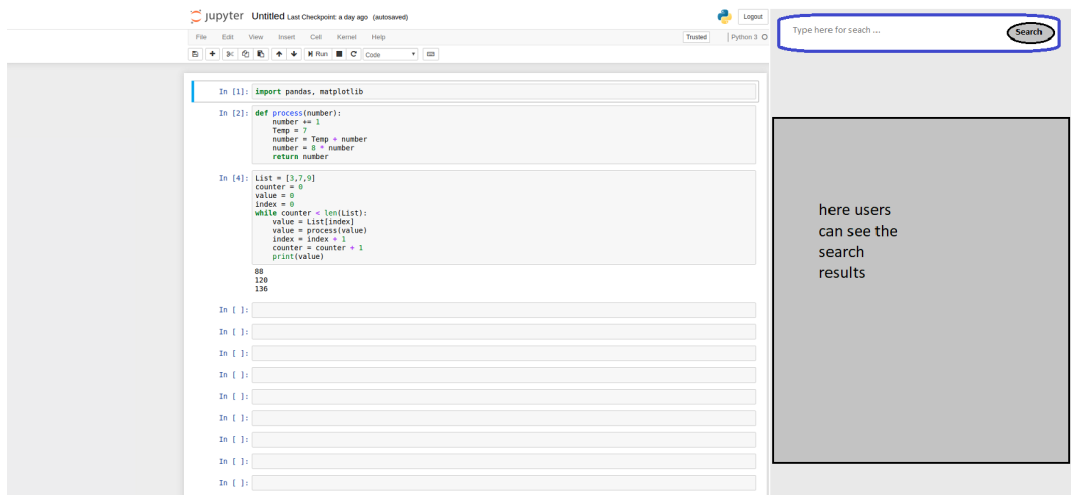 jupyter Untitled Last Checkpoint: a day ago (autosaved)
Logout
File Edit View Insert Cell Kernel Help
Trusted Python 3
Run Code
In [1]: import pandas, matplotlib
In [2]: def process(number):
number += 1
Temp = 7
number = Temp + number
number = 8 * number
return number
In [4]: List = [3,7,9]
counter = 0
value = 0
index = 0
while counter < len(List):
value = List[index]
value = process(value)
index = index + 1
counter = counter + 1
print(value)
88
120
136
In [ ]:
In [ ]:
In [ ]:
In [ ]:
In [ ]:
In [ ]:
In [ ]:
In [ ]:
In [ ]:
Type here for seach ...
Search
here users
can see the
search
results